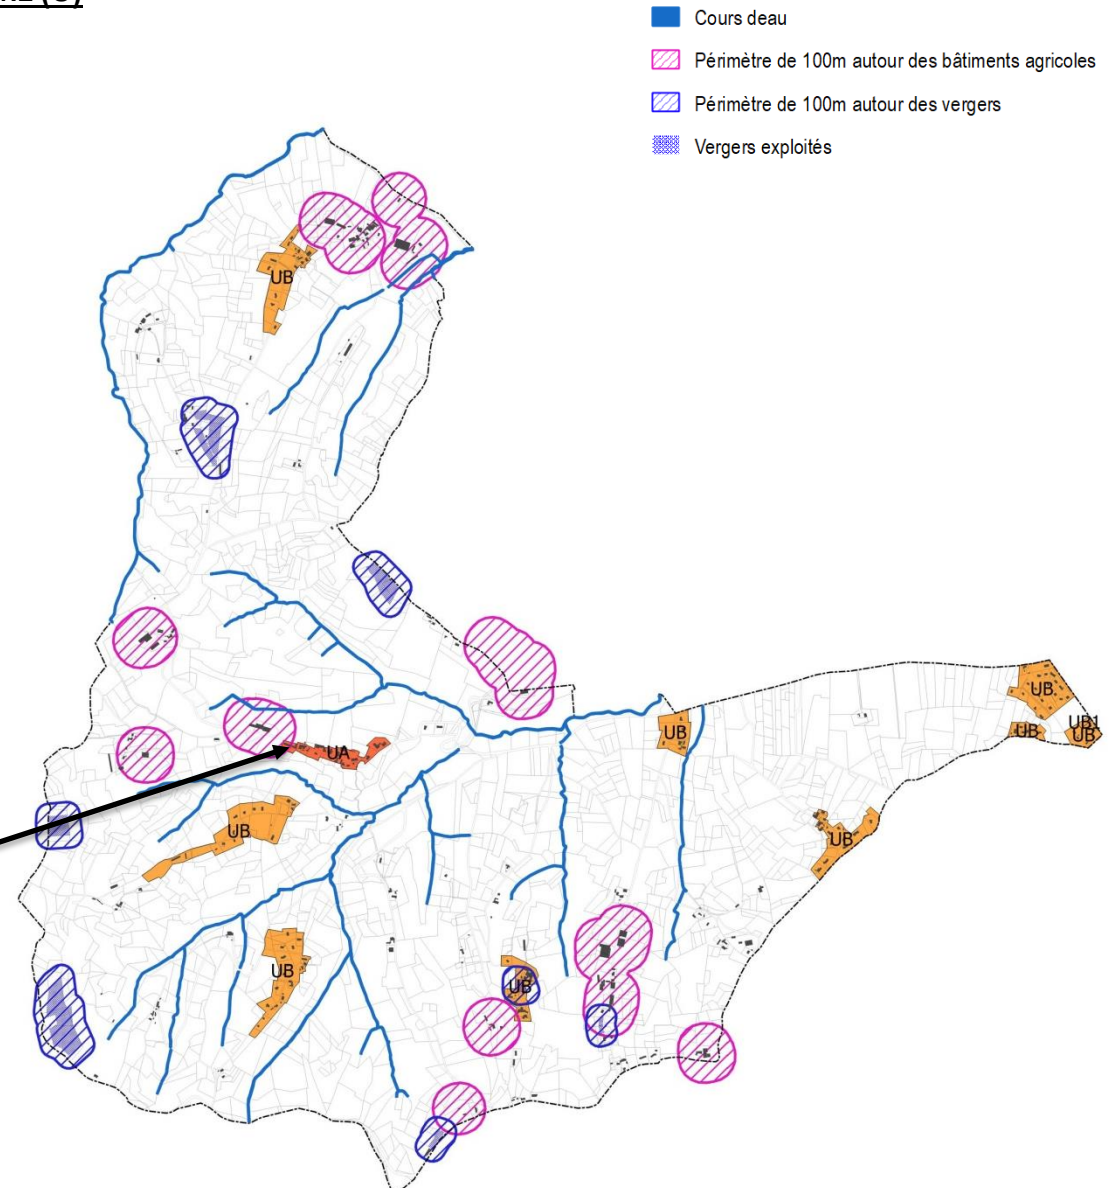 Cours deau
Périmètre de 100m autour des bâtiments agricoles
Périmètre de 100m autour des vergers
Vergers exploités
UB
UB
UB1
UB
UB
UB
UA
UB
UB
UB
UB